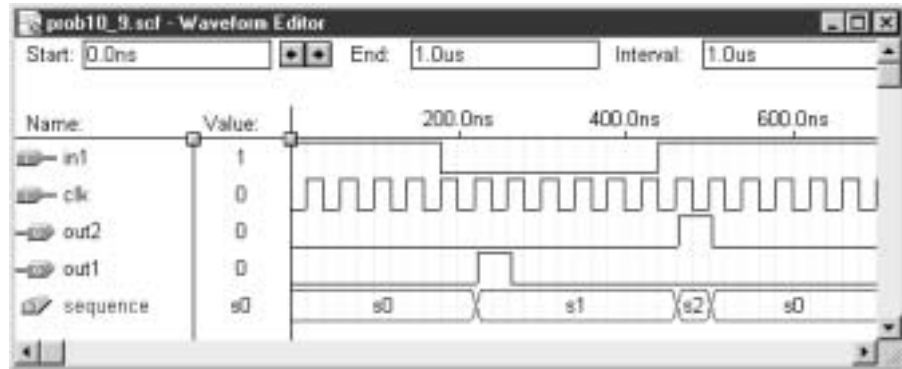 prob10_9.scf - Waveform Editor
Start: 0.0ns End: 1.0us Interval: 1.0us
Name: Value: 200.0ns 400.0ns 600.0ns
in1 1
clk 0
out2 0
out1 0
sequence s0 s0 s1 s2 s0